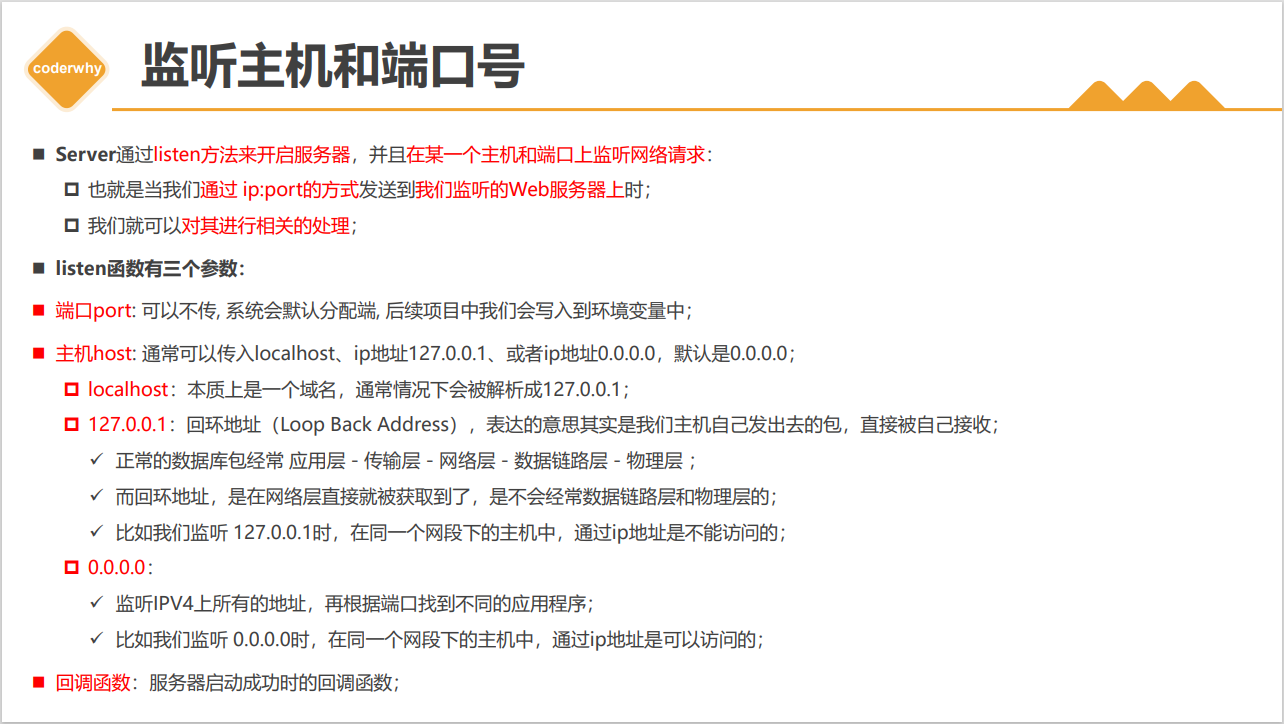 coderwhy
监听主机和端口号
Server通过listen方法来开启服务器，并且在某一个主机和端口上监听网络请求：
也就是当我们通过 ip:port的方式发送到我们监听的Web服务器上时；
我们就可以对其进行相关的处理；
listen函数有三个参数：
端口port: 可以不传, 系统会默认分配端, 后续项目中我们会写入到环境变量中；
主机host: 通常可以传入localhost、ip地址127.0.0.1、或者ip地址0.0.0.0，默认是0.0.0.0；
localhost：本质上是一个域名，通常情况下会被解析成127.0.0.1；
127.0.0.1：回环地址（Loop Back Address），表达的意思其实是我们主机自己发出去的包，直接被自己接收；
正常的数据库包经常 应用层 - 传输层 - 网络层 - 数据链路层 - 物理层 ；
而回环地址，是在网络层直接就被获取到了，是不会经常数据链路层和物理层的；
比如我们监听 127.0.0.1时，在同一个网段下的主机中，通过ip地址是不能访问的；
0.0.0.0：
监听IPV4上所有的地址，再根据端口找到不同的应用程序；
比如我们监听 0.0.0.0时，在同一个网段下的主机中，通过ip地址是可以访问的；
回调函数：服务器启动成功时的回调函数；